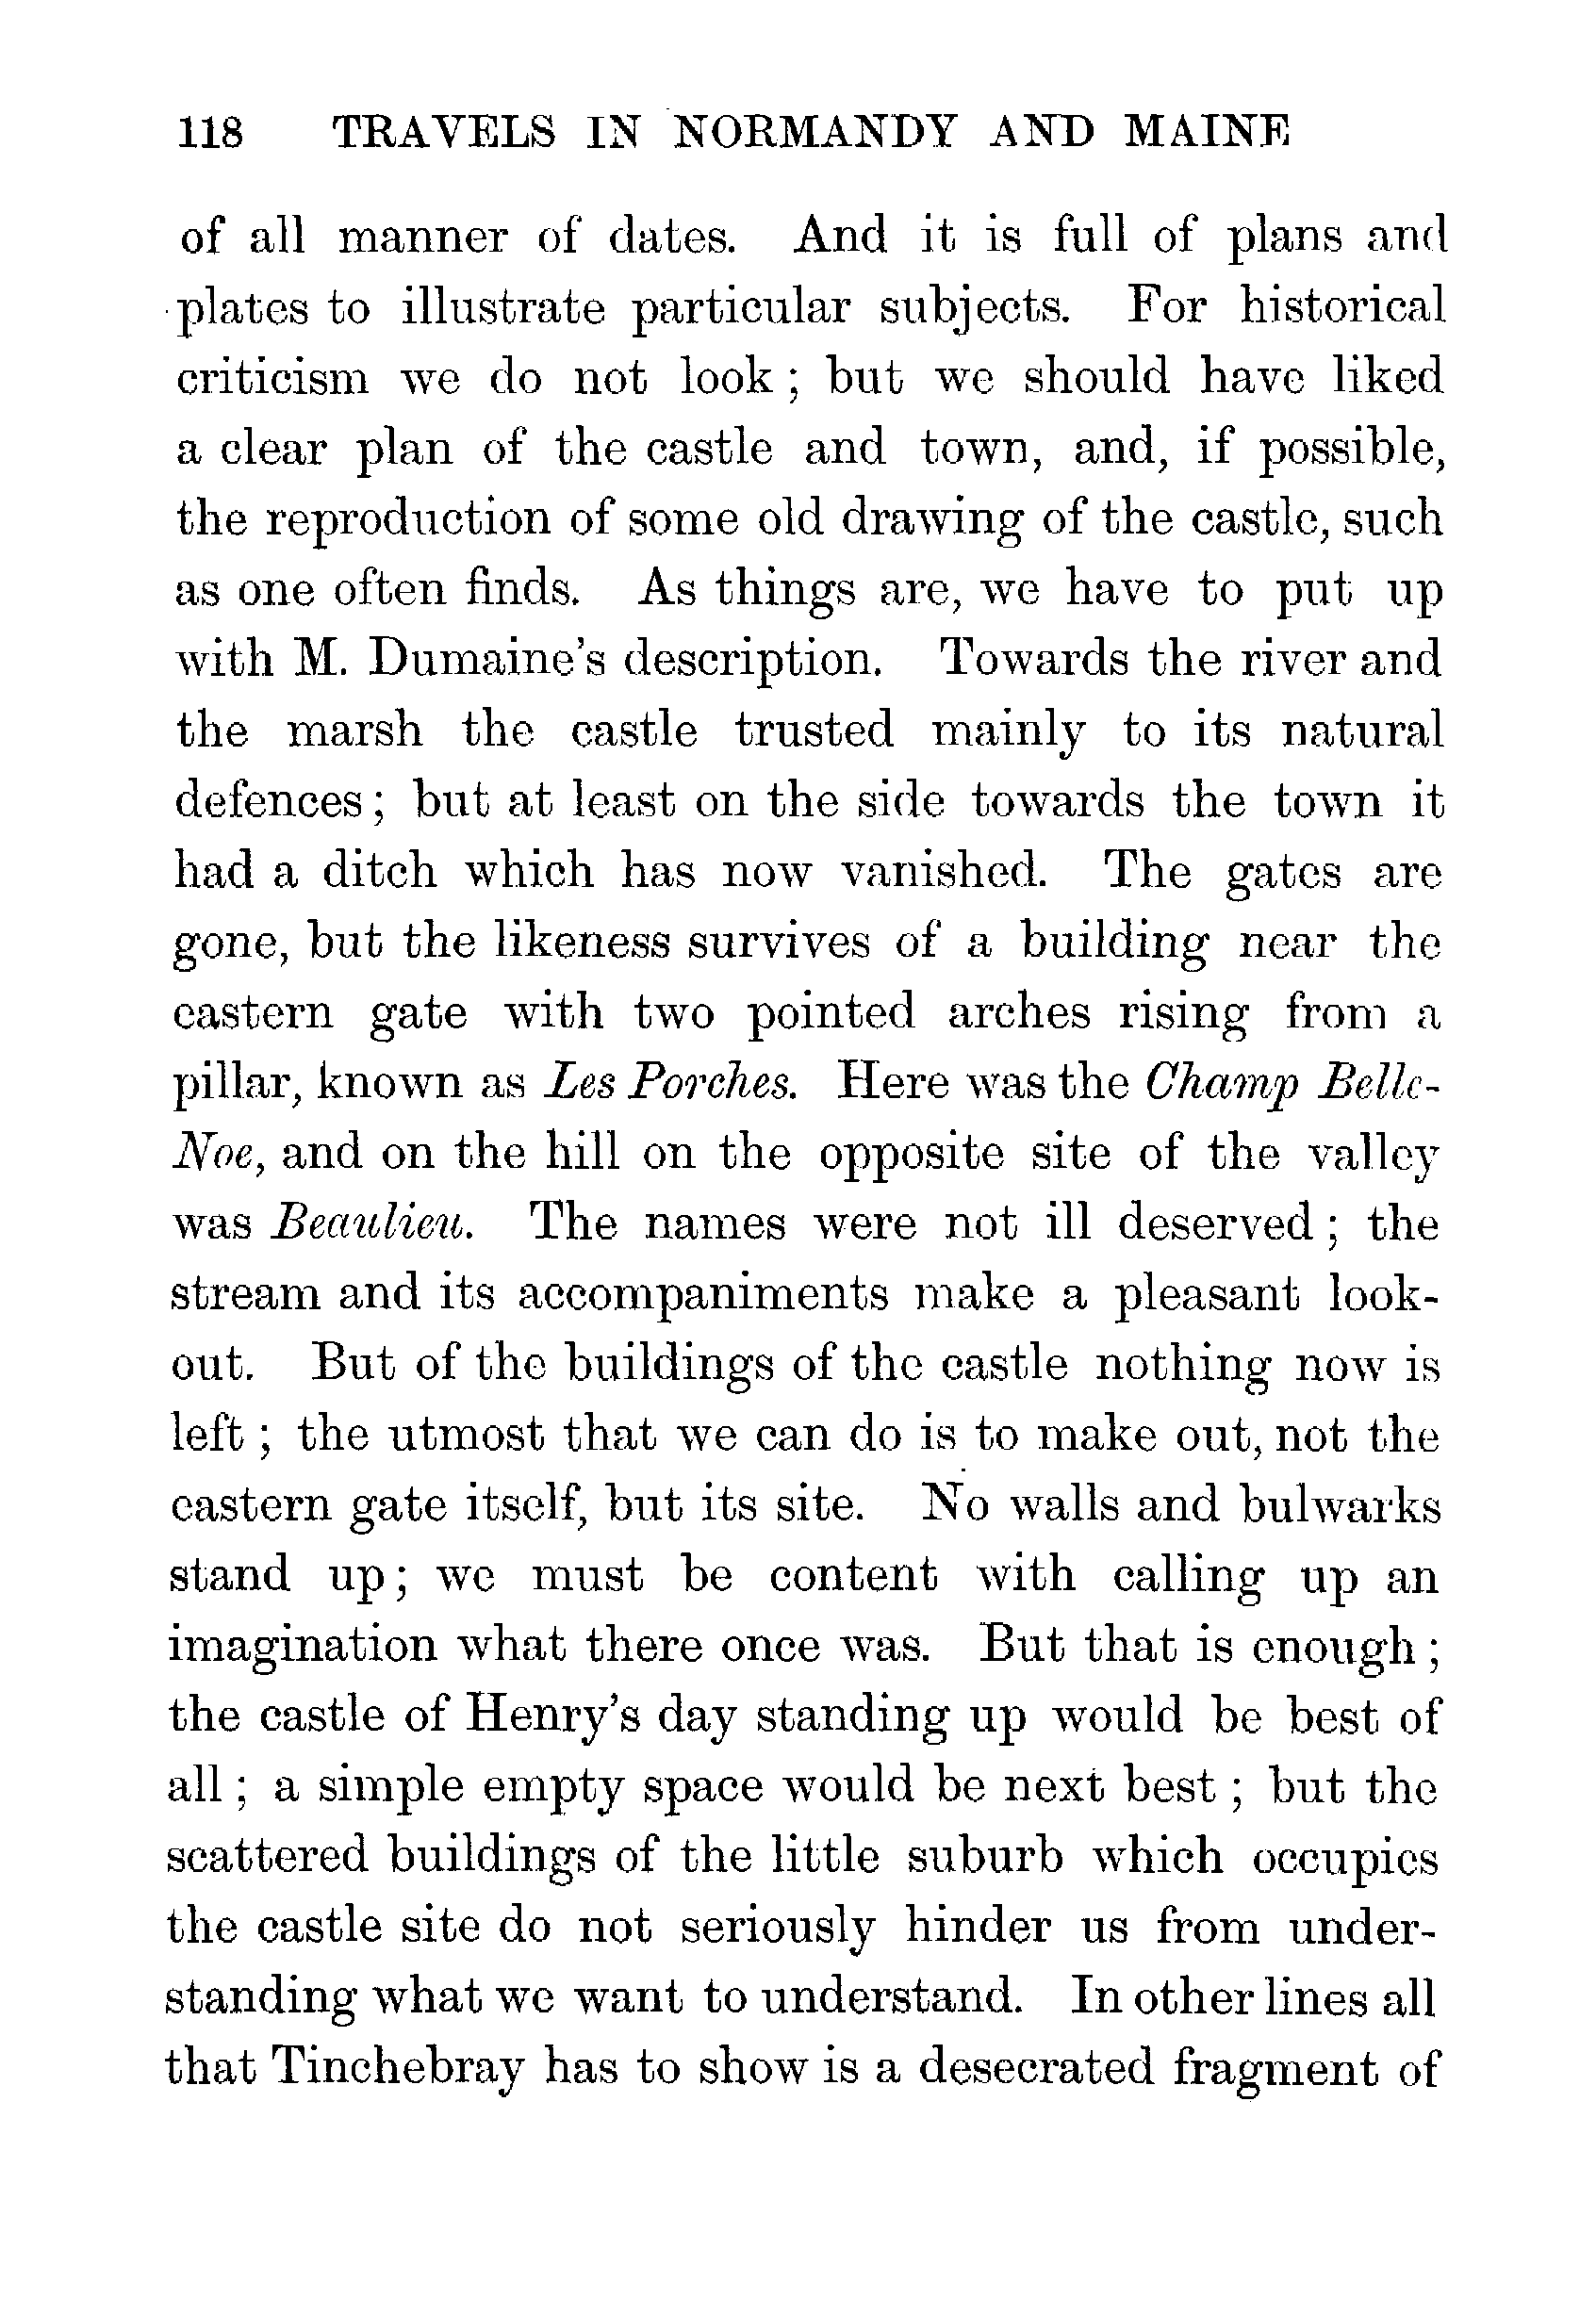 118 TRAVELS IN NORMANDY AND MAINE
of all manner of dates. And it is full of plans and
plates to illustrate particular subjects. For historical
criticism we do not look ; but we should have liked
a clear plan of the castle and town, and, if possible,
the reproduction of some old drawing of the castle, such
as one often finds. As things are, we have to put up
with M. Dumaine's description. Towards the river and
the marsh the castle trusted mainly to its natural
defences ; but at least on the side towards the town it
had a ditch which has now vanished. The gates are
gone, but the likeness survives of a building near the
eastern gate with two pointed arches rising from a
pillar, known as Les Porches. Here was the Champ Belle-
Noe, and on the hill on the opposite site of the valley
was Beaulieu. The names were not ill deserved ; the
stream and its accompaniments make a pleasant look-
out. But of the buildings of the castle nothing now is
left ; the utmost that we can do is to make out, not the
eastern gate itself, but its site. No walls and bulwarks
stand up ; we must be content with calling up an
imagination what there once was. But that is enough ;
the castle of Henry's day standing up would be best of
all ; a simple empty space would be next best ; but the
scattered buildings of the little suburb which occupies
the castle site do not seriously hinder us from under-
standing what we want to understand. In other lines all
that Tinchebray has to show is a desecrated fragment of